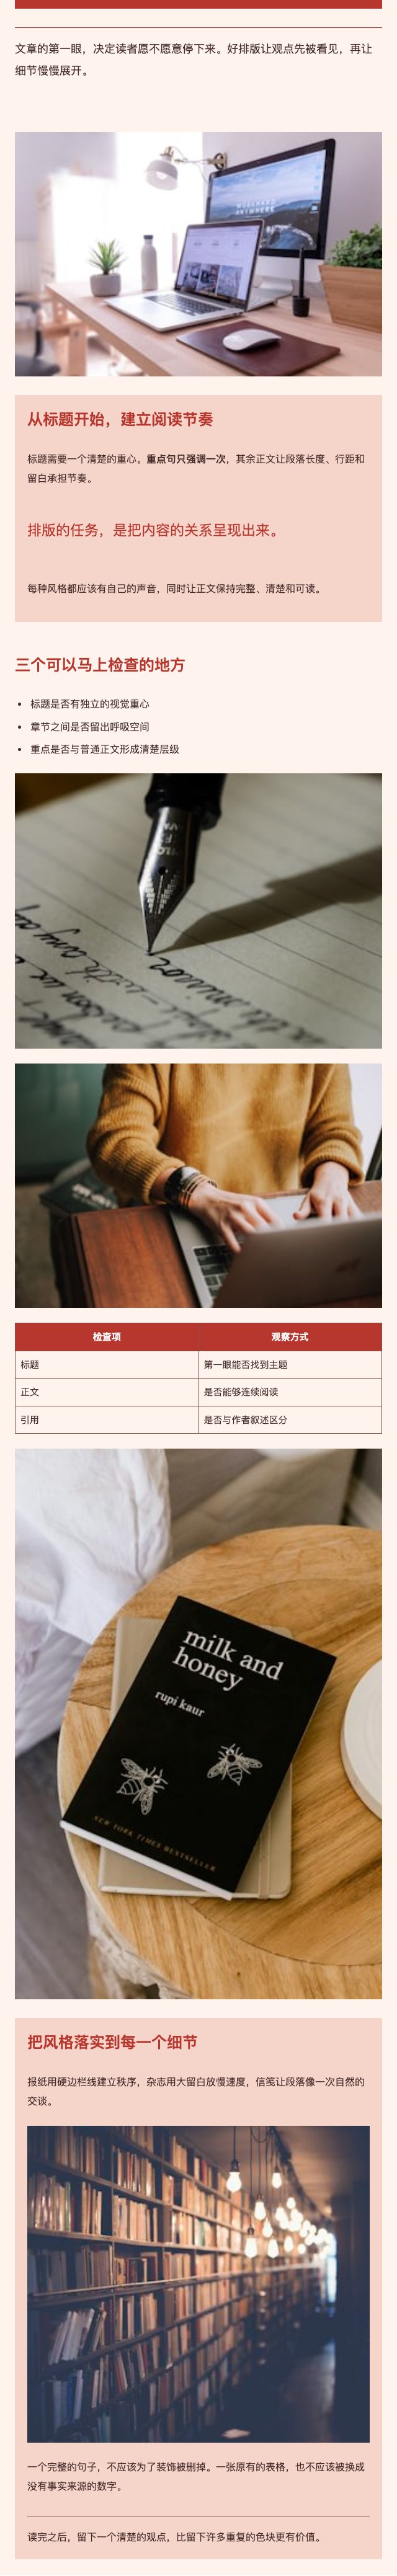 文章的第一眼，决定读者愿不愿意停下来。好排版让观点先被看见，再让
细节慢慢展开。
从标题开始，建立阅读节奏
标题需要一个清楚的重心。重点句只强调一次，其余正文让段落长度、行距和
留白承担节奏。
排版的任务，是把内容的关系呈现出来。
每种风格都应该有自己的声音，同时让正文保持完整、清楚和可读。
三个可以马上检查的地方
• 标题是否有独立的视觉重心
• 章节之间是否留出呼吸空间
• 重点是否与普通正文形成清楚层级
检查项 观察方式
标题 第一眼能否找到主题
正文 是否能够连续阅读
引用 是否与作者叙述区分
milk and
honey
rupi kaur
NEW YORK TIMES BESTSELLER
把风格落实到每一个细节
报纸用硬边栏线建立秩序，杂志用大留白放慢速度，信笺让段落像一次自然的
交谈。
一个完整的句子，不应该为了装饰被删掉。一张原有的表格，也不应该被换成
没有事实来源的数字。
读完之后，留下一个清楚的观点，比留下许多重复的色块更有价值。